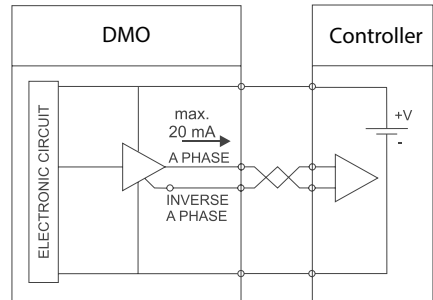 DMO
Controller
ELECTRONIC CIRCUIT
max.
20 mA
A PHASE
INVERSE
A PHASE
+V
-